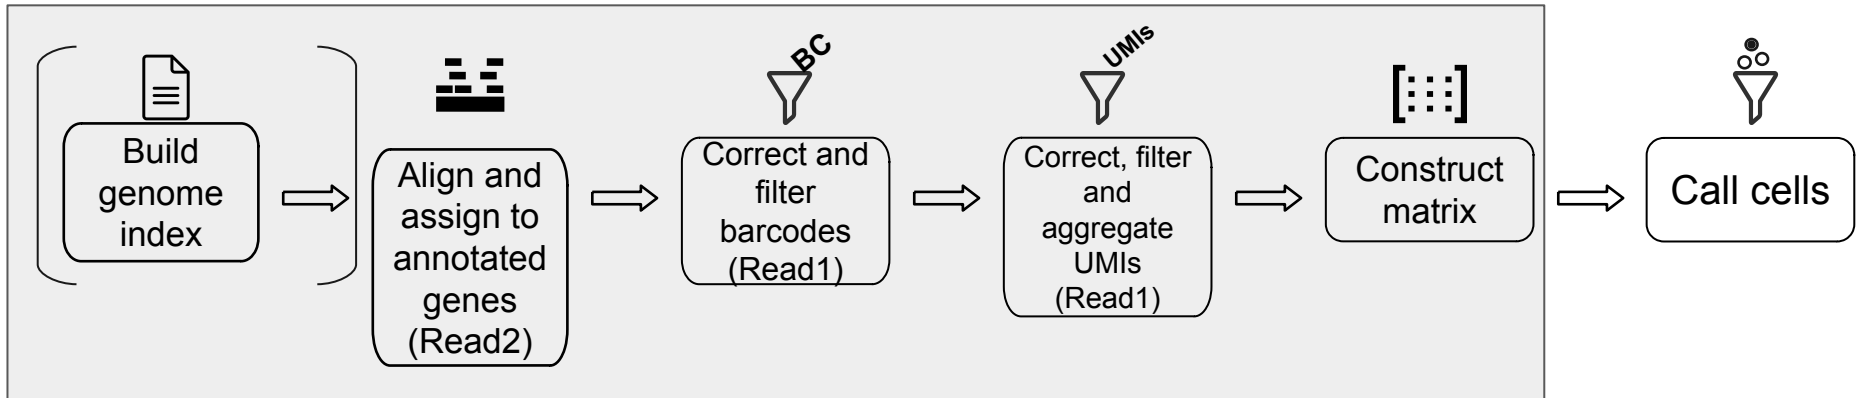 Build
genome
index
Align and
assign to
annotated
genes
(Read2)
BC
Correct and
filter
barcodes
(Read1)
UMIs
Correct, filter
and
aggregate
UMIs
(Read1)
Construct
matrix
Call cells